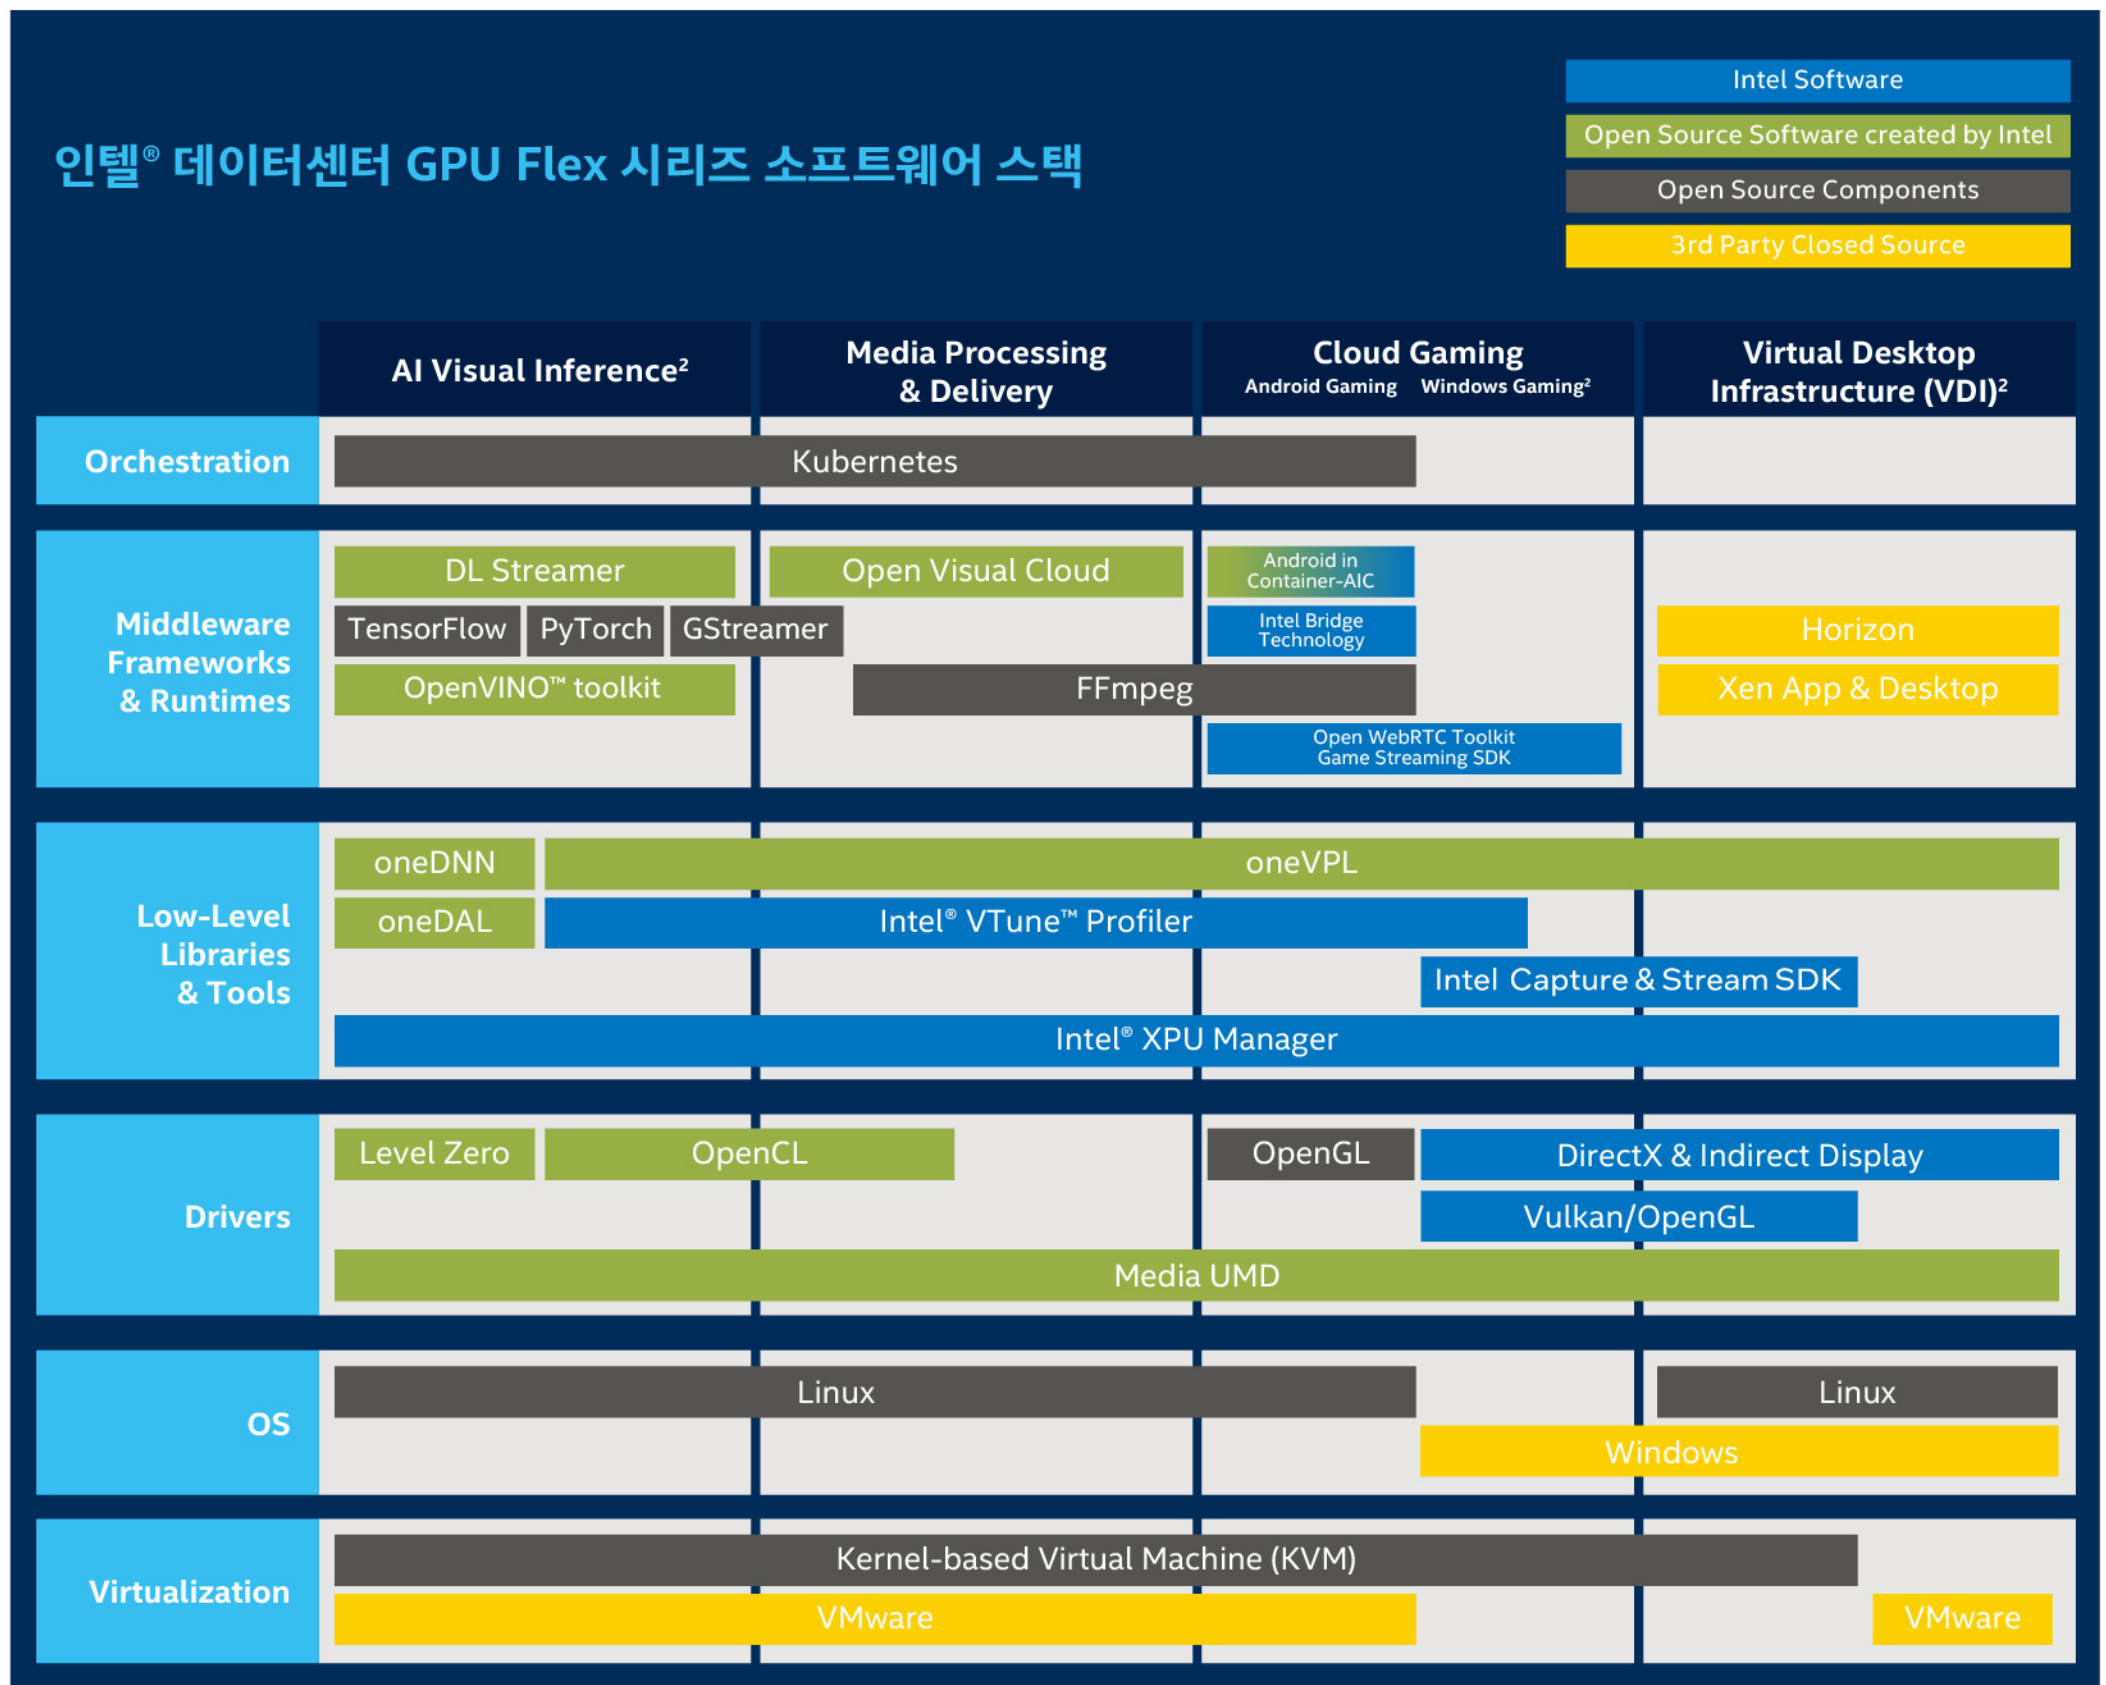 인텔® 데이터센터 GPU Flex 시리즈 소프트웨어 스택
Intel Software
Open Source Software created by Intel
Open Source Components
3rd Party Closed Source
AI Visual Inference²
Media Processing
& Delivery
Cloud Gaming
Android Gaming Windows Gaming²
Virtual Desktop
Infrastructure (VDI)²
Orchestration
Kubernetes
Middleware
Frameworks
& Runtimes
DL Streamer
Open Visual Cloud
Android in
Container-AIC
TensorFlow
PyTorch
GStreamer
Intel Bridge
Technology
Horizon
OpenVINO™ toolkit
FFmpeg
Xen App & Desktop
Open WebRTC Toolkit
Game Streaming SDK
Low-Level
Libraries
& Tools
oneDNN
oneVPL
oneDAL
Intel® VTune™ Profiler
Intel Capture & Stream SDK
Intel® XPU Manager
Drivers
Level Zero
OpenCL
OpenGL
DirectX & Indirect Display
Vulkan/OpenGL
Media UMD
OS
Linux
Linux
Windows
Virtualization
Kernel-based Virtual Machine (KVM)
VMware
VMware